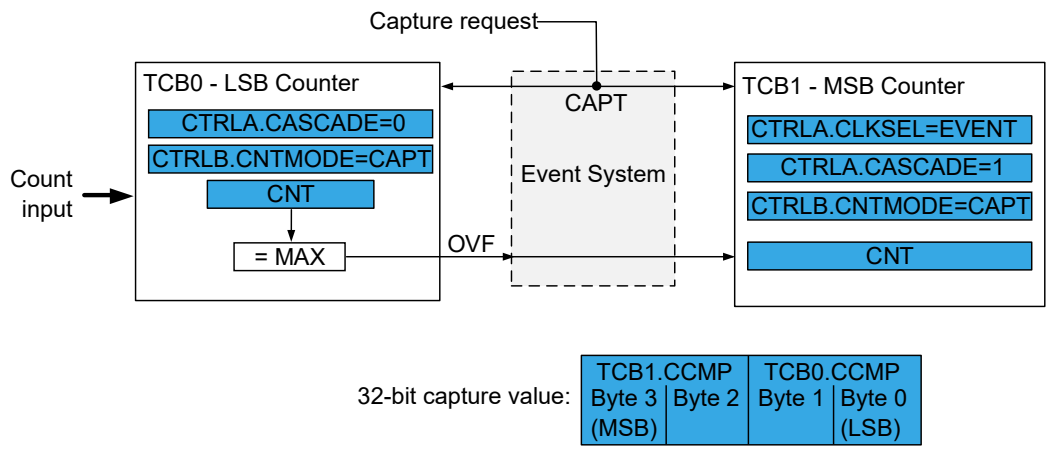 Capture request
TCB0 - LSB Counter
CTRLA.CASCADE=0
CTRLB.CNTMODE=CAPT
CNT
= MAX
Count
input
OVF
CAPT
Event System
TCB1 - MSB Counter
CTRLA.CLKSEL=EVENT
CTRLA.CASCADE=1
CTRLB.CNTMODE=CAPT
CNT
32-bit capture value:
TCB1.CCMP TCB0.CCMP
Byte 3 Byte 2 Byte 1 Byte 0
(MSB) (LSB)